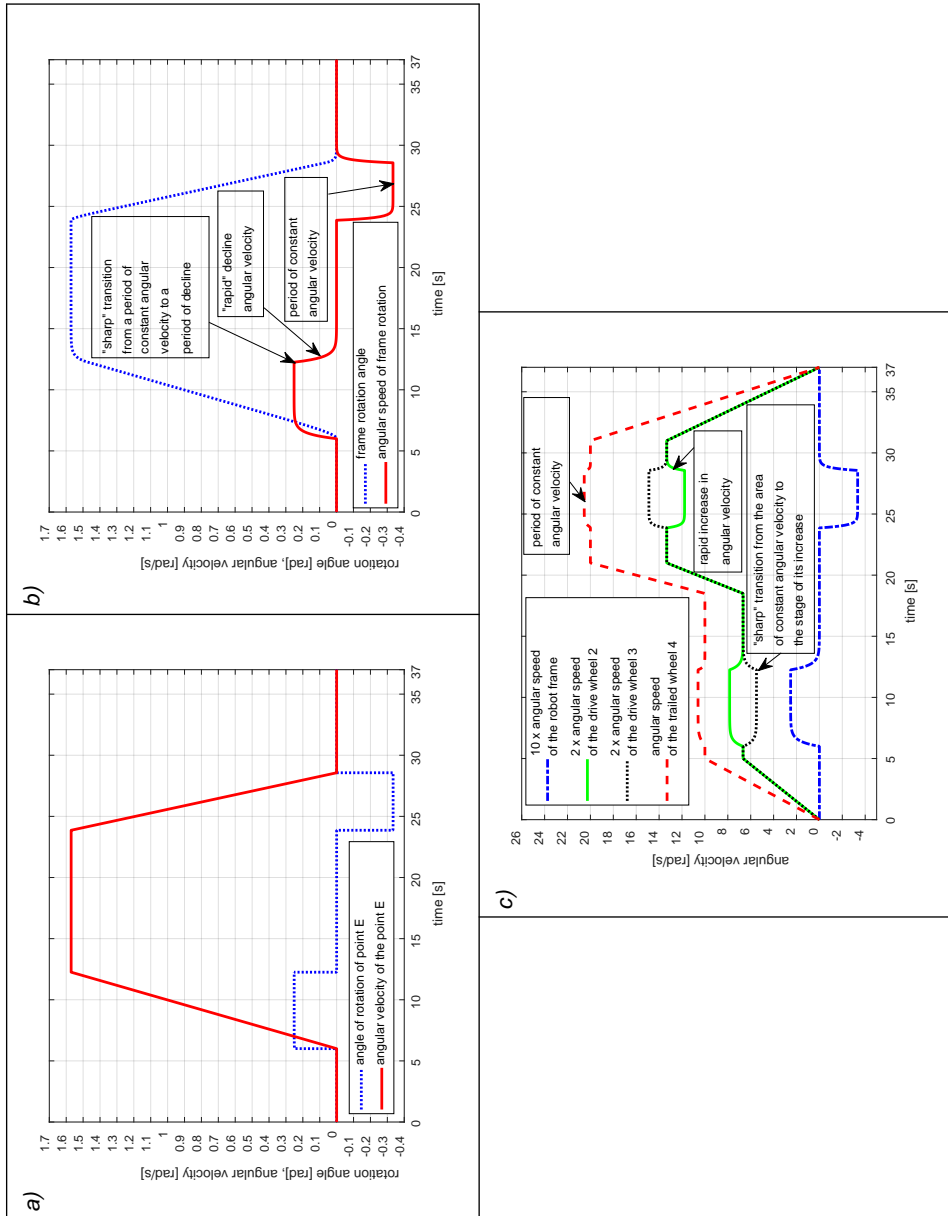 a)
rotation angle [rad], angular velocity [rad/s]
1.7
1.6
1.5
1.4
1.3
1.2
1.1
1
0.9
0.8
0.7
0.6
0.5
0.4
0.3
0.2
0.1
0
-0.1
-0.2
-0.3
-0.4
0
5
10
15
20
25
30
35
37
time [s]
angle of rotation of point E
angular velocity of the point E
b)
rotation angle [rad], angular velocity [rad/s]
1.7
1.6
1.5
1.4
1.3
1.2
1.1
1
0.9
0.8
0.7
0.6
0.5
0.4
0.3
0.2
0.1
0
-0.1
-0.2
-0.3
-0.4
0
5
10
15
20
25
30
35
37
time [s]
"sharp" transition
from a period of
constant angular
velocity to a
period of decline
"rapid" decline
angular velocity
period of constant
angular velocity
frame rotation angle
angular speed of frame rotation
c)
angular velocity [rad/s]
26
24
22
20
18
16
14
12
10
8
6
4
2
0
-2
-4
0
5
10
15
20
25
30
35
37
time [s]
10 x angular speed
of the robot frame
2 x angular speed
of the drive wheel 2
2 x angular speed
of the drive wheel 3
angular speed
of the trailed wheel 4
period of constant
angular velocity
rapid increase in
angular velocity
"sharp" transition from the area
of constant angular velocity to
the stage of its increase